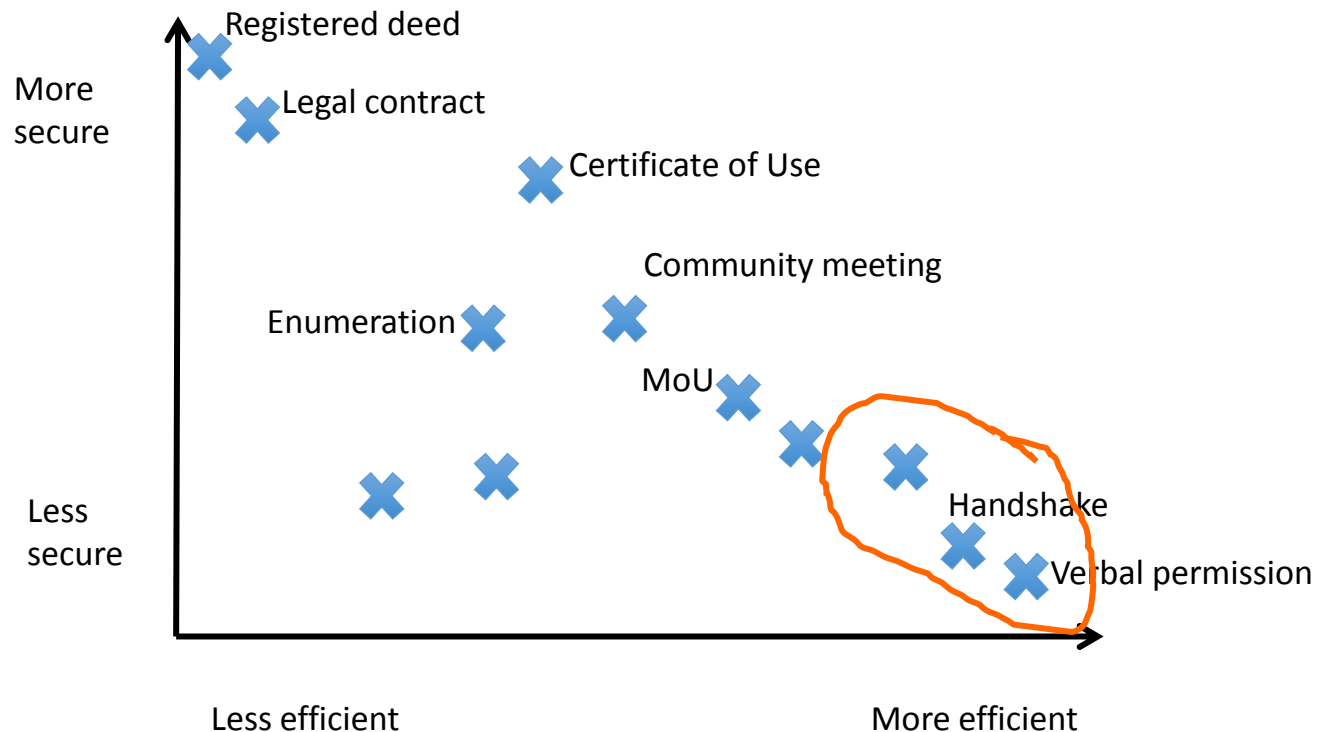 Registered deed
More
secure
Legal contract
Certificate of Use
Community meeting
Enumeration
MoU
Less
secure
Handshake
Verbal permission
Less efficient
More efficient